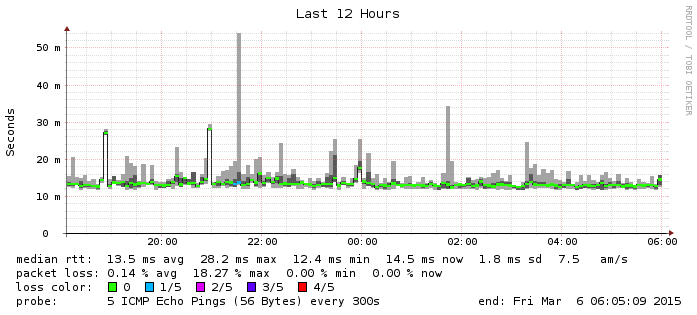 Last 12 Hours
RRDTOOL / TOBI OETIKER
Seconds
50 m
40 m
30 m
20 m
10 m
0
20:00 22:00 00:00 02:00 04:00 06:00
median rtt: 13.5 ms avg 28.2 ms max 12.4 ms min 14.5 ms now 1.8 ms sd 7.5 am/s
packet loss: 0.14 % avg 18.27 % max 0.00 % min 0.00 % now
loss color: 0 1/5 2/5 3/5 4/5
probe: 5 ICMP Echo Pings (56 Bytes) every 300s end: Fri Mar 6 06:05:09 2015